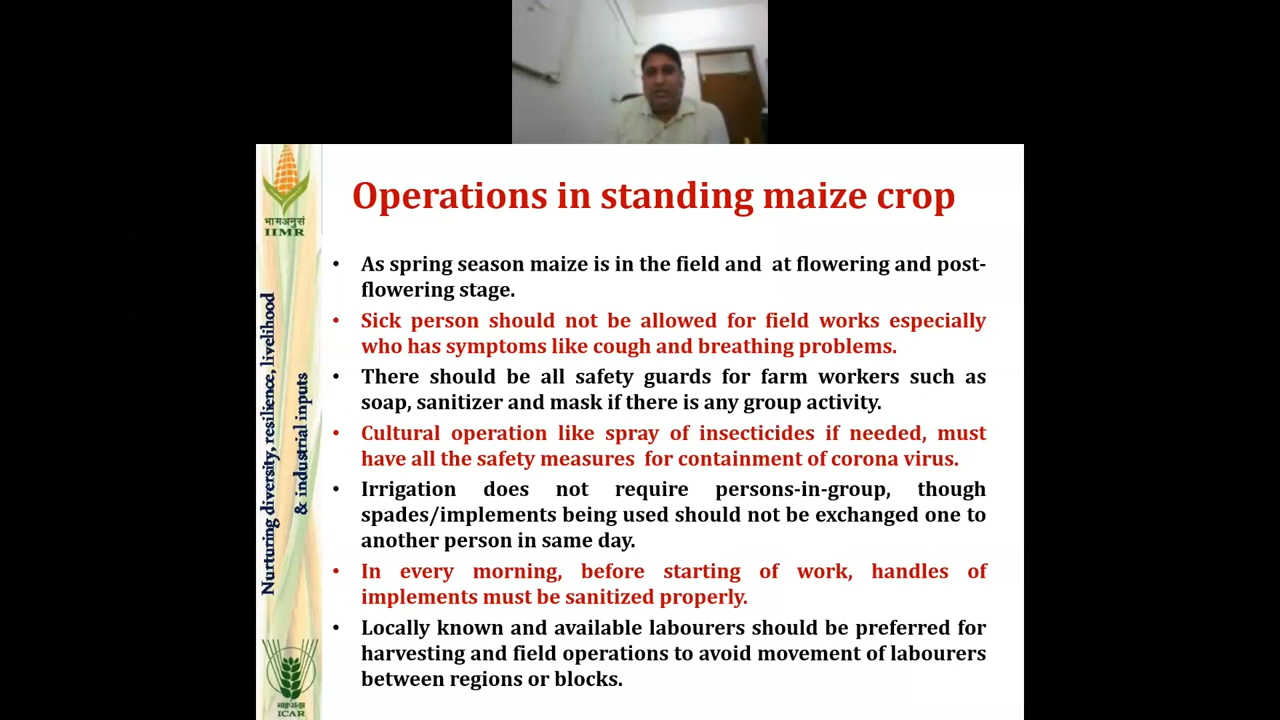 Operations in standing maize crop
भामअनुसं
IIMR
• As spring season maize is in the field and at flowering and post-
flowering stage.
• Sick person should not be allowed for field works especially
who has symptoms like cough and breathing problems.
• There should be all safety guards for farm workers such as
soap, sanitizer and mask if there is any group activity.
• Cultural operation like spray of insecticides if needed, must
have all the safety measures for containment of corona virus.
• Irrigation does not require persons-in-group, though
spades/implements being used should not be exchanged one to
another person in same day.
• In every morning, before starting of work, handles of
implements must be sanitized properly.
• Locally known and available labourers should be preferred for
harvesting and field operations to avoid movement of labourers
between regions or blocks.
Nurturing diversity, resilience, livelihood
& industrial inputs
ICAR